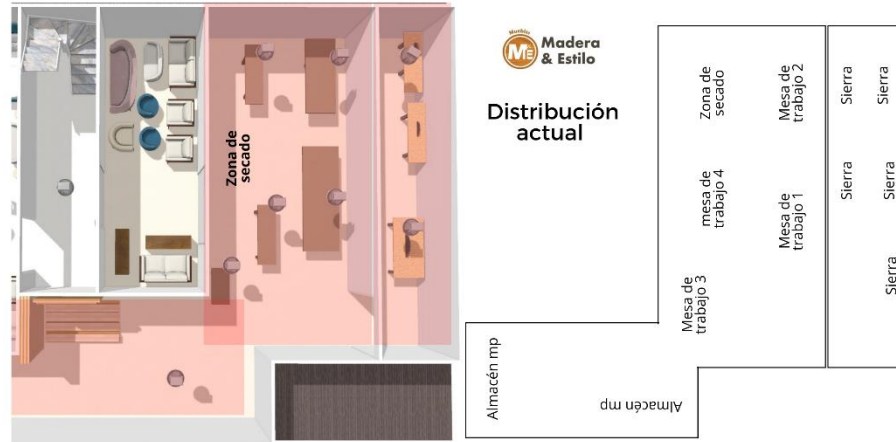 Zona de
secado
Muebles
ME
Madera
& Estilo
Distribución
actual
Zona de
secado
Mesa de
trabajo 2
Sierra
Sierra
mesa de
trabajo 4
Mesa de
trabajo 1
Sierra
Sierra
Mesa de
trabajo 3
Sierra
Almacén mp
Almacén mp